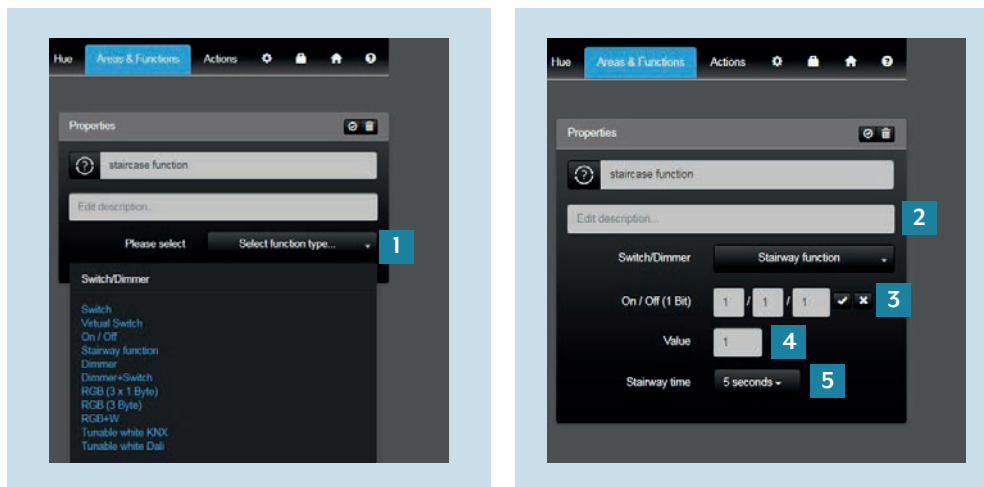 Hue Areas & Functions Actions
Properties
staircase function
Edit description...
Please select Select function type... 1
Switch/Dimmer
Switch
Virtual Switch
On / Off
Stairway function
Dimmer
Dimmer+Switch
RGB (3 x 1 Byte)
RGB (3 Byte)
RGB+W
Tunable white KNX
Tunable white Dali
Hue Areas & Functions Actions
Properties
staircase function
Edit description... 2
Switch/Dimmer Stairway function
On / Off (1 Bit) 1 / 1 / 1 3
Value 1 4
Stairway time 5 seconds 5